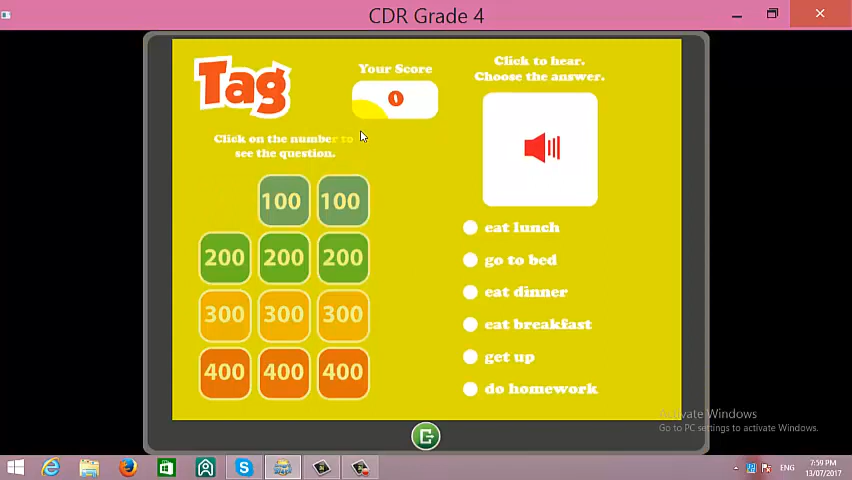 CDR Grade 4
Tag
Your Score
0
Click on the number to
see the question.
100 100
200 200 200
300 300 300
400 400 400
Click to hear.
Choose the answer.
eat lunch
go to bed
eat dinner
eat breakfast
get up
do homework
Activate Windows
Go to PC settings to activate Windows.
ENG
7:59 PM
13/07/2017